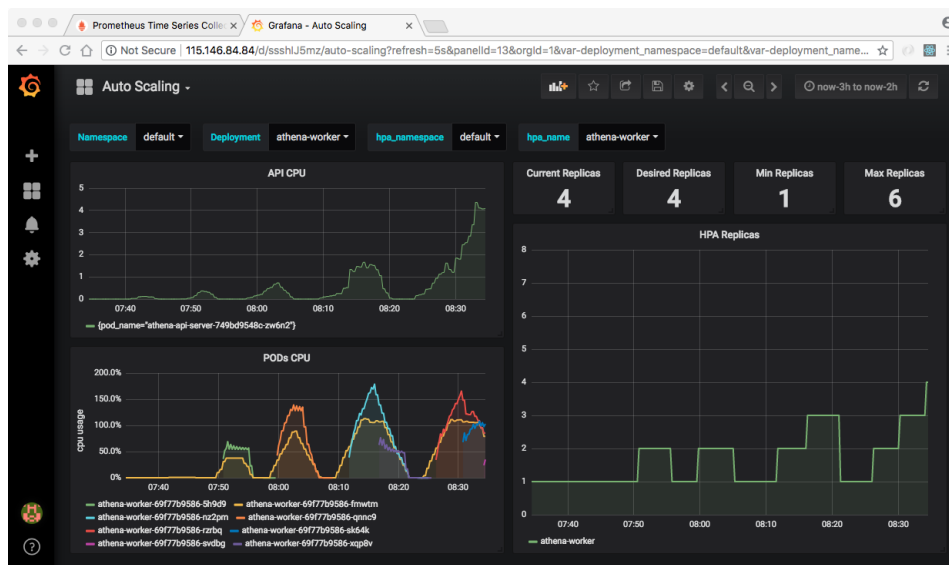 Prometheus Time Series Collec
Grafana - Auto Scaling
Not Secure | 115.146.84.84/d/ssshIJ5mz/auto-scaling?refresh=5s&panelId=13&orgId=1&var-deployment_namespace=default&var-deployment_name...
Auto Scaling
now-3h to now-2h
Namespace default Deployment athena-worker hpa_namespace default hpa_name athena-worker
API CPU
5
4
3
2
1
0
07:40 07:50 08:00 08:10 08:20 08:30
{pod_name="athena-api-server-749bd9548c-zw6n2"}
Current Replicas
4
Desired Replicas
4
Min Replicas
1
Max Replicas
6
PODs CPU
cpu usage
200.0%
150.0%
100.0%
50.0%
0%
07:40 07:50 08:00 08:10 08:20 08:30
athena-worker-69f77b9586-5h9d9 athena-worker-69f77b9586-fmwtm
athena-worker-69f77b9586-nz2pm athena-worker-69f77b9586-qnnc9
athena-worker-69f77b9586-rzrbq athena-worker-69f77b9586-sk64k
athena-worker-69f77b9586-svdbg athena-worker-69f77b9586-xqp8v
HPA Replicas
8
7
6
5
4
3
2
1
0
07:40 07:50 08:00 08:10 08:20 08:30
athena-worker